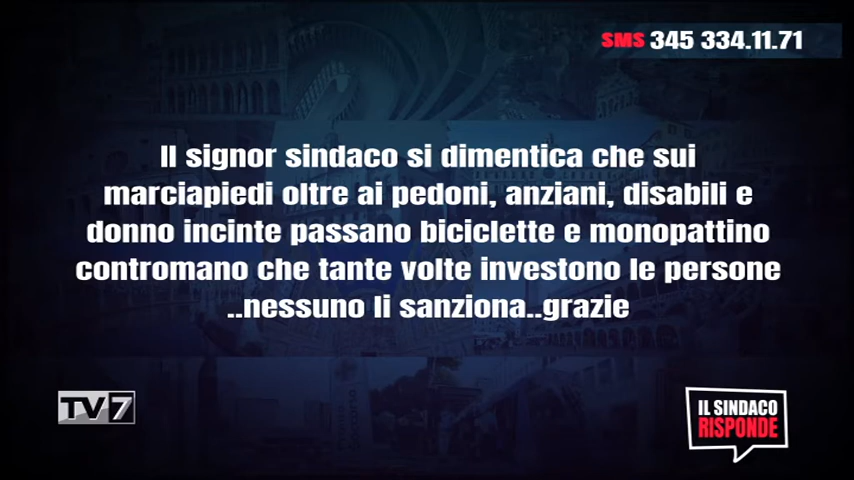 SMS 345 334.11.71
Il signor sindaco si dimentica che sui
marciapiedi oltre ai pedoni, anziani, disabili e
donno incinte passano biciclette e monopattino
contromano che tante volte investono le persone
..nessuno li sanziona..grazie
TV7
IL SINDACO
RISPONDE